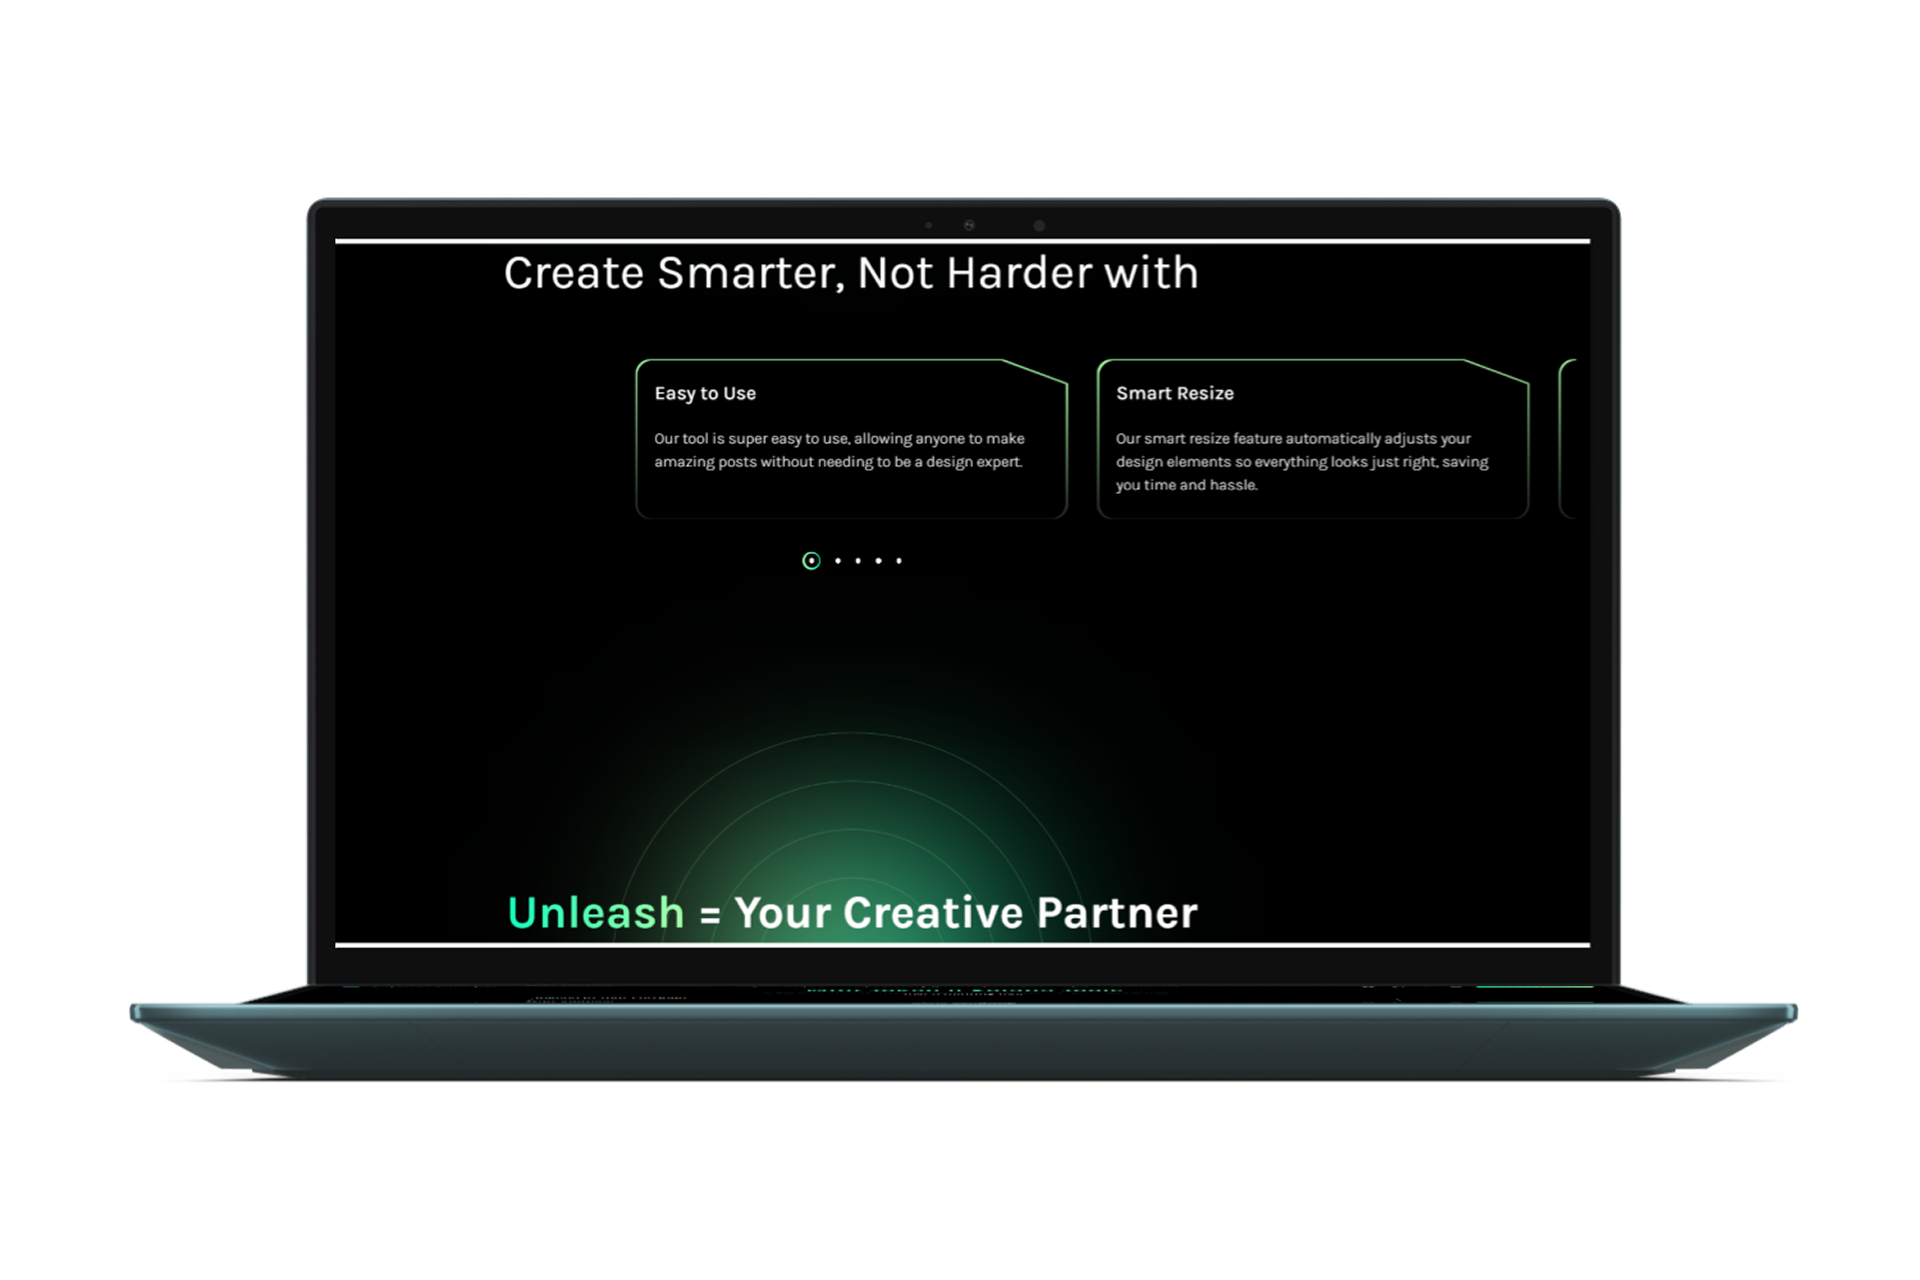 Create Smarter, Not Harder with
Easy to Use
Our tool is super easy to use, allowing anyone to make
amazing posts without needing to be a design expert.
Smart Resize
Our smart resize feature automatically adjusts your
design elements so everything looks just right, saving
you time and hassle.
Unleash = Your Creative Partner